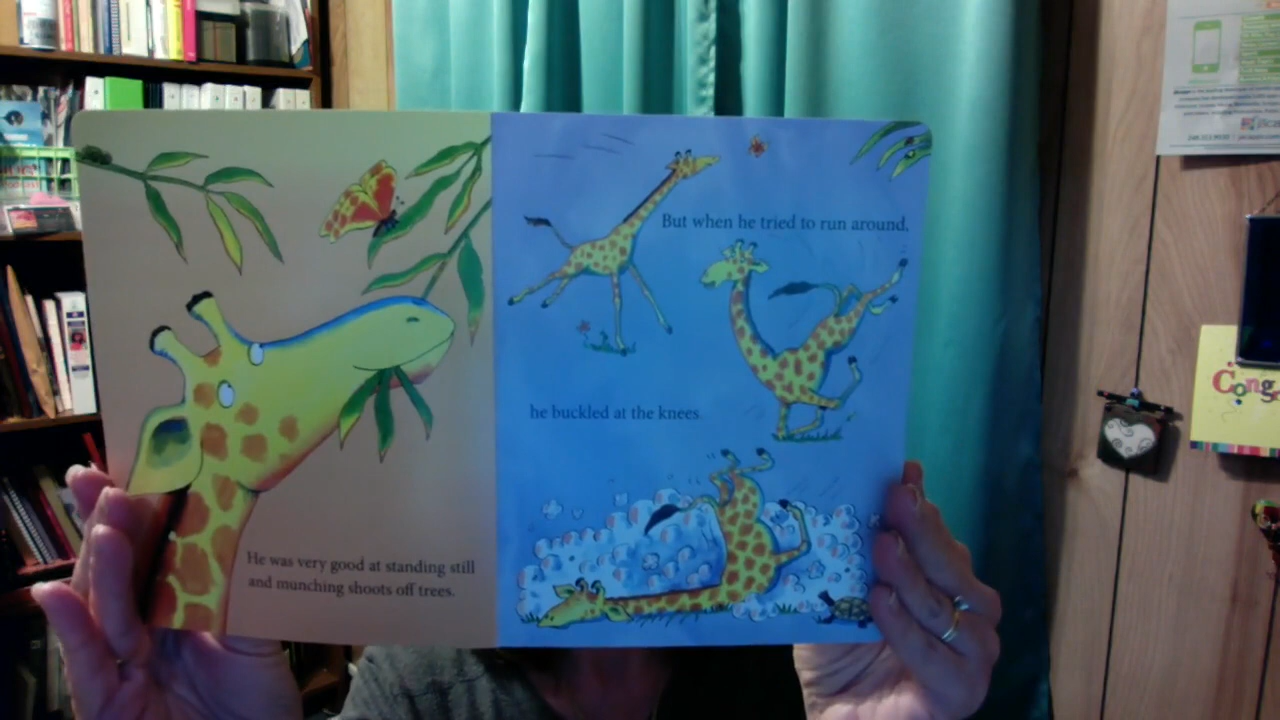 He was very good at standing still
and munching shoots off trees.
But when he tried to run around,
he buckled at the knees
Cong